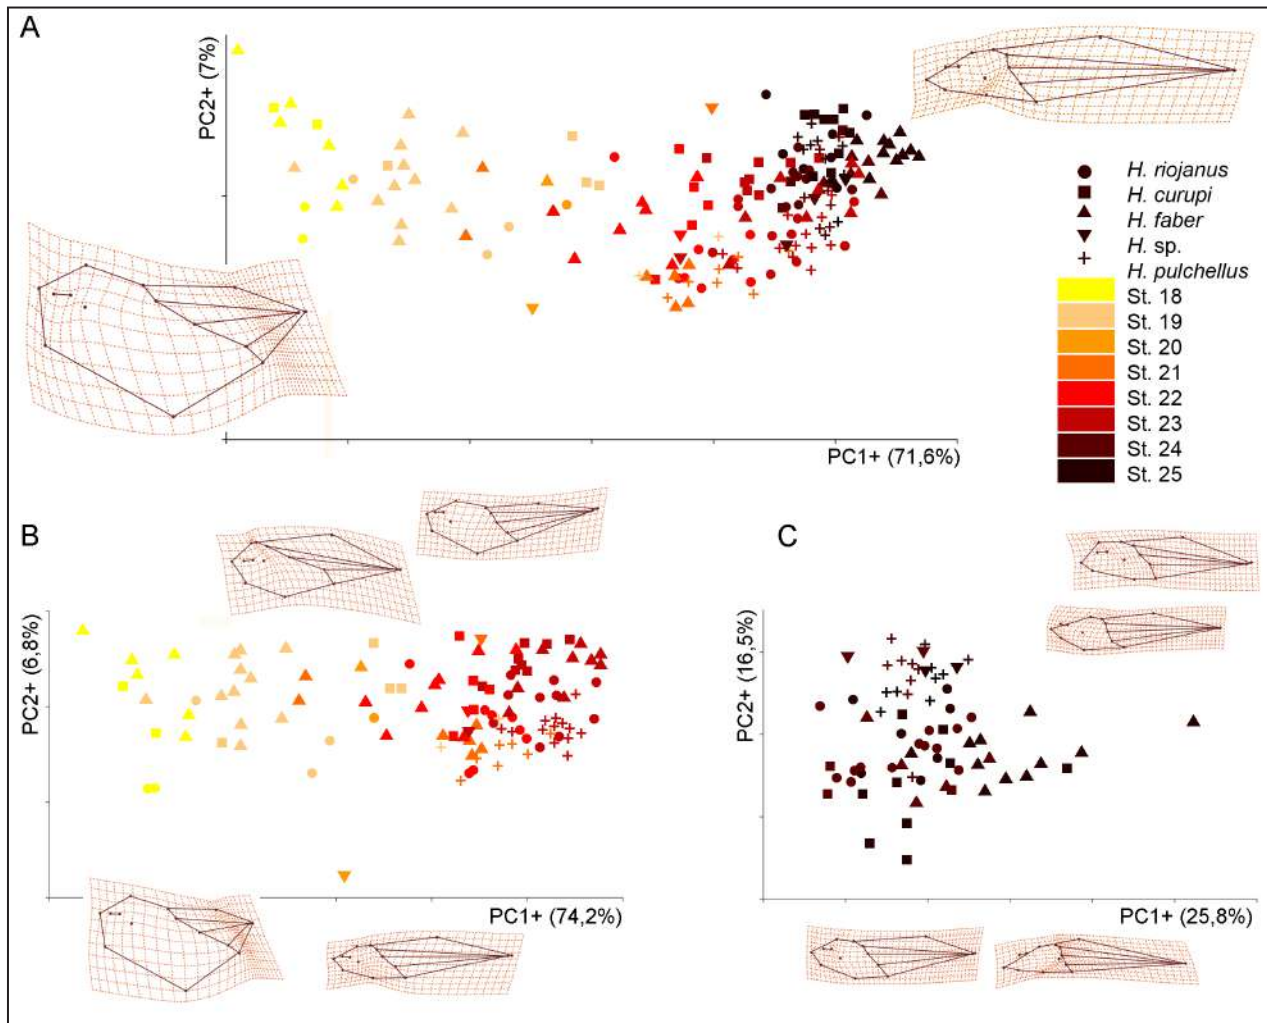 A
PC2+ (7%)
PC1+ (71,6%)
H. riojanus
H. curupi
H. faber
H. sp.
H. pulchellus
St. 18
St. 19
St. 20
St. 21
St. 22
St. 23
St. 24
St. 25
B
PC2+ (6,8%)
PC1+ (74,2%)
C
PC2+ (16,5%)
PC1+ (25,8%)